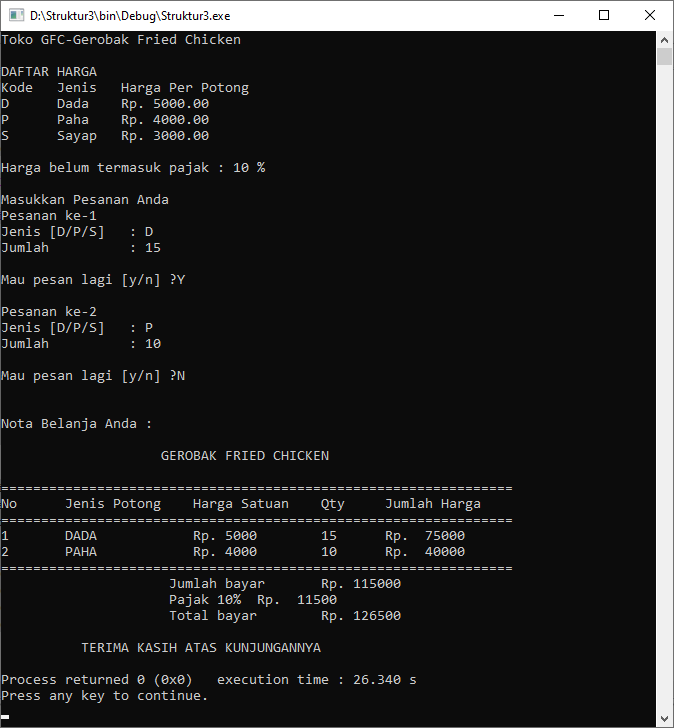 D:\Struktur3\bin\Debug\Struktur3.exe
Toko GFC-Gerobak Fried Chicken
DAFTAR HARGA
Kode   Jenis   Harga Per Potong
D      Dada    Rp. 5000.00
P      Paha    Rp. 4000.00
S      Sayap   Rp. 3000.00
Harga belum termasuk pajak : 10 %
Masukkan Pesanan Anda
Pesanan ke-1
Jenis [D/P/S]   : D
Jumlah          : 15
Mau pesan lagi [y/n] ?Y
Pesanan ke-2
Jenis [D/P/S]   : P
Jumlah          : 10
Mau pesan lagi [y/n] ?N
Nota Belanja Anda :
GEROBAK FRIED CHICKEN
================================================================
No      Jenis Potong    Harga Satuan    Qty     Jumlah Harga
================================================================
1       DADA            Rp. 5000        15      Rp.  75000
2       PAHA            Rp. 4000        10      Rp.  40000
================================================================
Jumlah bayar       Rp. 115000
Pajak 10%  Rp.  11500
Total bayar        Rp. 126500
TERIMA KASIH ATAS KUNJUNGANNYA
Process returned 0 (0x0)   execution time : 26.340 s
Press any key to continue.